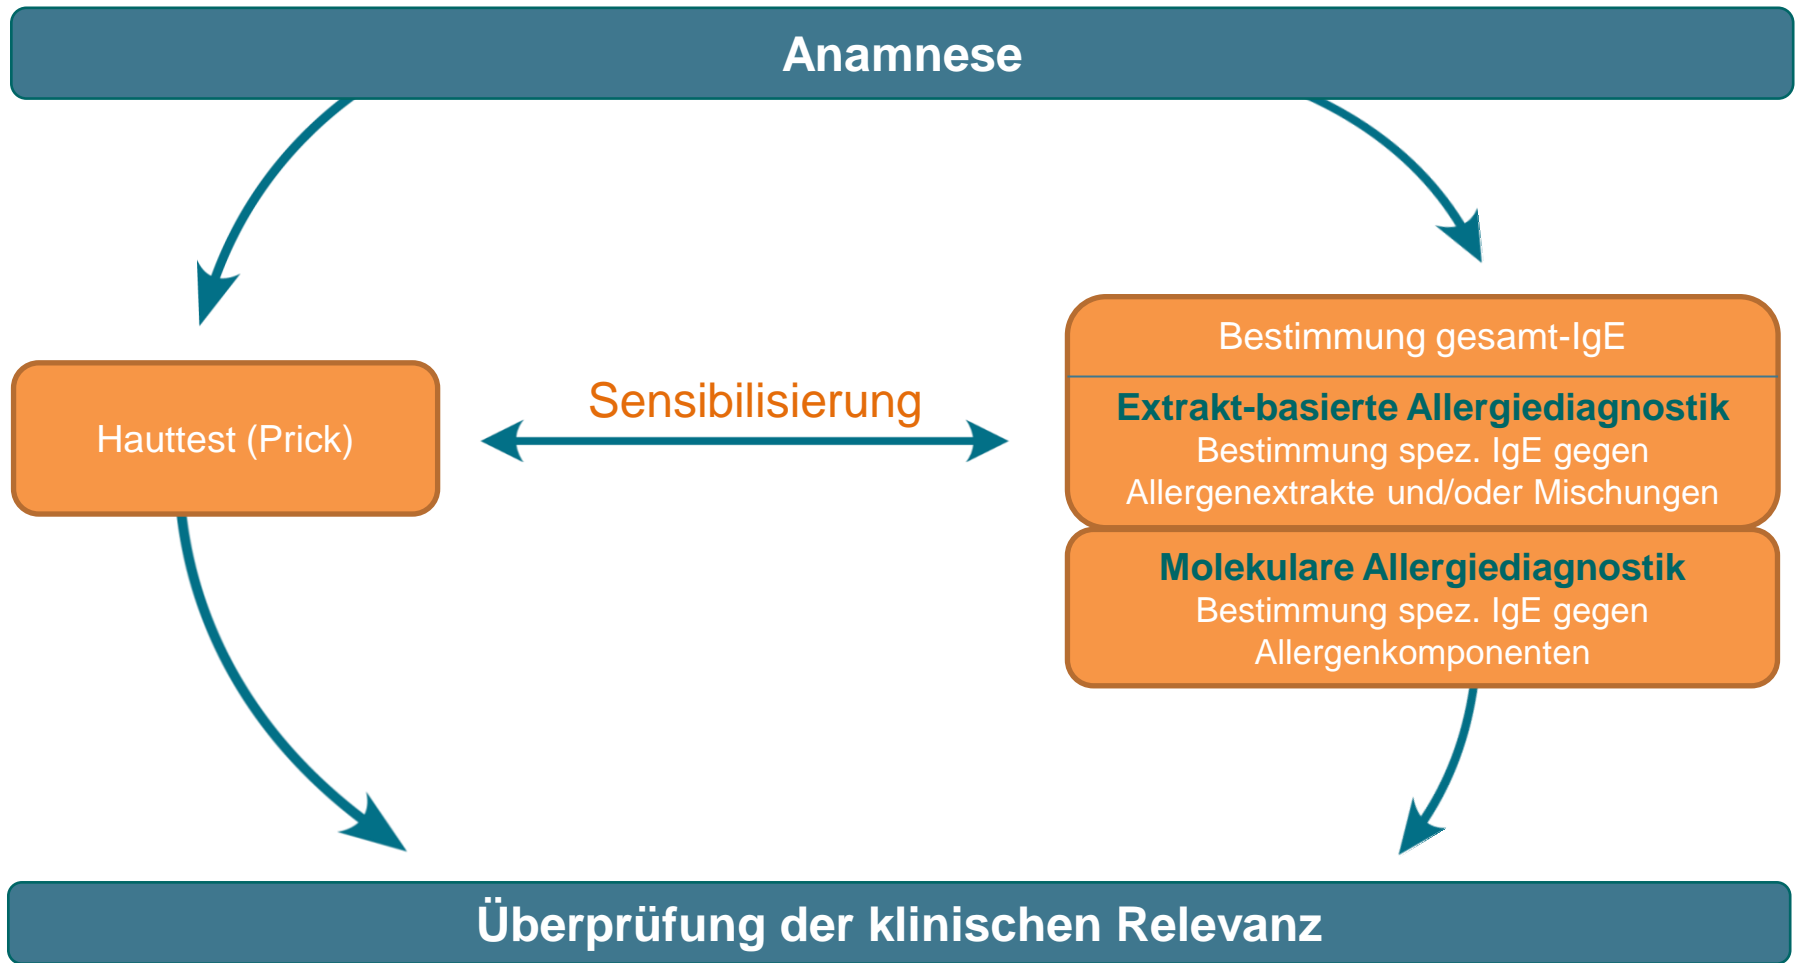 Anamnese
Hauttest (Prick)
Sensibilisierung
Bestimmung gesamt-IgE
Extrakt-basierte Allergiediagnostik
Bestimmung spez. IgE gegen
Allergenextrakte und/oder Mischungen
Molekulare Allergiediagnostik
Bestimmung spez. IgE gegen
Allergenkomponenten
Überprüfung der klinischen Relevanz